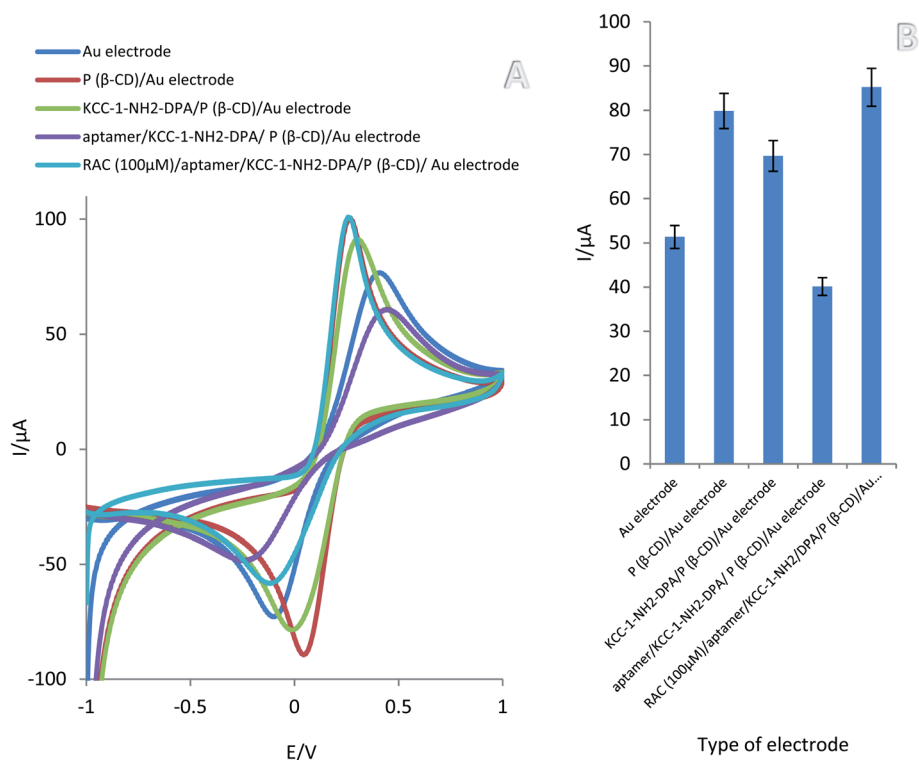 Au electrode
P (β-CD)/Au electrode
KCC-1-NH2-DPA/P (β-CD)/Au electrode
aptamer/KCC-1-NH2-DPA/ P (β-CD)/Au electrode
RAC (100μM)/aptamer/KCC-1-NH2-DPA/P (β-CD)/ Au electrode
A
100
50
0
-50
-100
I/μA
-1
-0.5
0
0.5
1
E/V
B
100
90
80
70
60
50
40
30
20
10
0
I/μA
Au electrode
P (β-CD)/Au electrode
KCC-1-NH2-DPA/P (β-CD)/Au electrode
aptamer/KCC-1-NH2-DPA/ P (β-CD)/Au electrode
RAC (100μM)/aptamer/KCC-1-NH2/DPA/P (β-CD)/Au...
Type of electrode